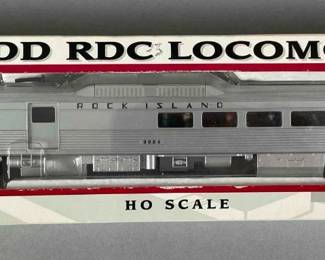 OD RDC LOCOMO
ROCK ISLAND
HO SCALE